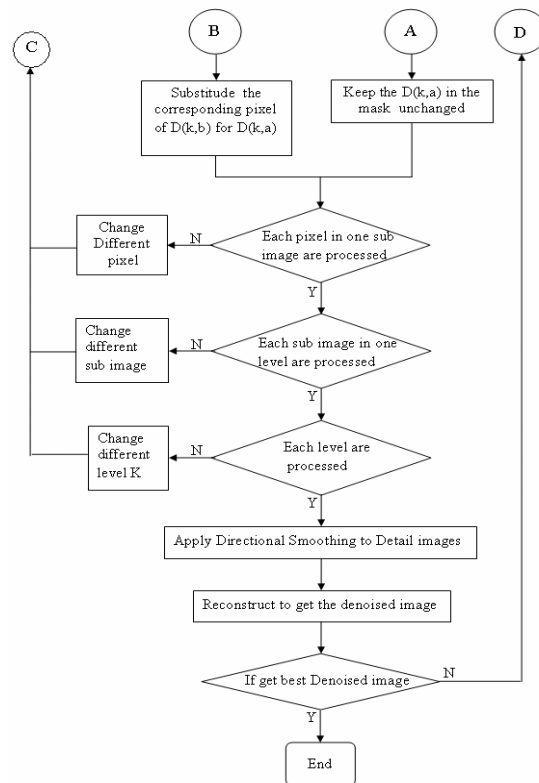 C
B
A
D
Substitude the
corresponding pixel
of D(k,b) for D(k,a)
Keep the D(k,a) in the
mask unchanged
Change
Different
pixel
N
Each pixel in one sub
image are processed
Y
Change
different
sub image
N
Each sub image in one
level are processed
Y
Change
different
level K
N
Each level are
processed
Y
Apply Directional Smoothing to Detail images
Reconstruct to get the denoised image
If get best Denoised image
N
Y
End